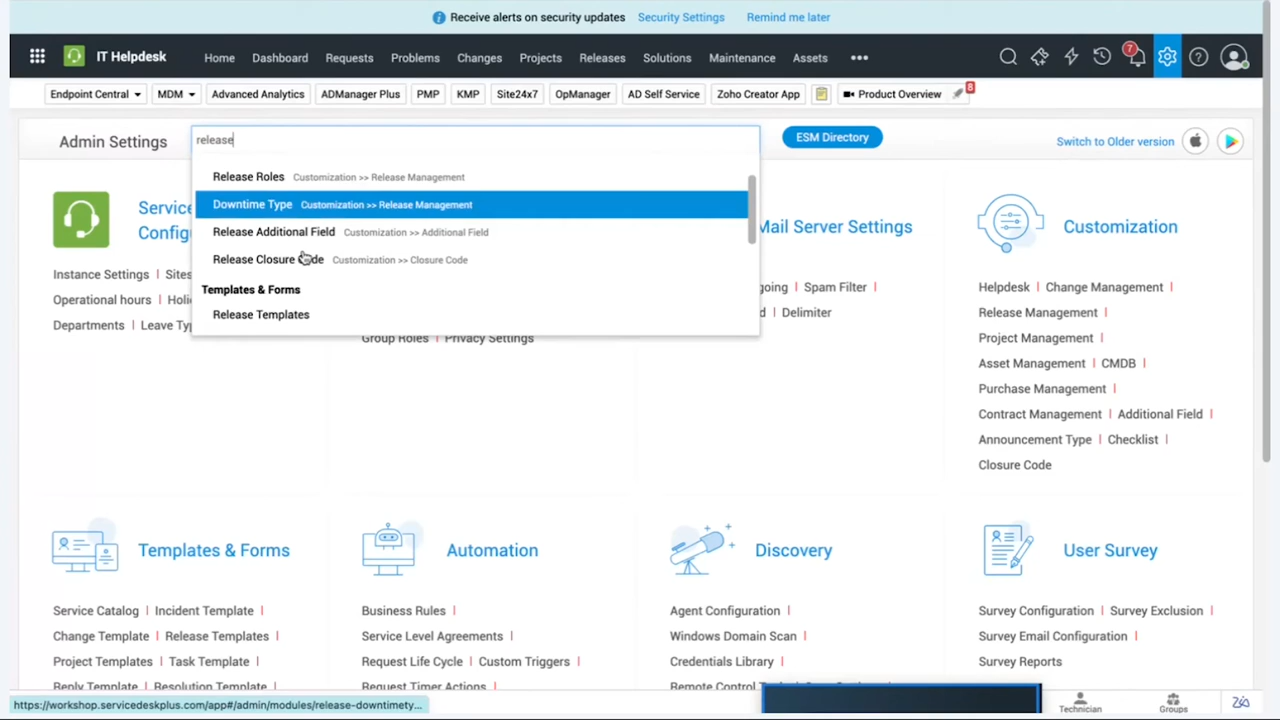 Receive alerts on security updates Security Settings Remind me later
IT Helpdesk Home Dashboard Requests Problems Changes Projects Releases Solutions Maintenance Assets ••• 7
Endpoint Central MDM Advanced Analytics ADManager Plus PMP KMP Site24x7 OpManager AD Self Service Zoho Creator App Product Overview 8
Admin Settings release ESM Directory Switch to Older version
Release Roles Customization >> Release Management
Downtime Type Customization >> Release Management
Release Additional Field Customization >> Additional Field
Release Closure Code Customization >> Closure Code
Templates & Forms
Release Templates
Instance Settings
Operational hours
Departments
Group Roles Privacy Settings
Mail Server Settings
Spam Filter
Delimiter
Customization
Helpdesk Change Management
Release Management
Project Management
Asset Management CMDB
Purchase Management
Contract Management Additional Field
Announcement Type Checklist
Closure Code
Templates & Forms
Service Catalog Incident Template
Change Template Release Templates
Project Templates Task Template
Reply Template Resolution Template
Automation
Business Rules
Service Level Agreements
Request Life Cycle Custom Triggers
Request Timer Actions
Discovery
Agent Configuration
Windows Domain Scan
Credentials Library
User Survey
Survey Configuration Survey Exclusion
Survey Email Configuration
Survey Reports
https://workshop.servicedeskplus.com/app#/admin/modules/release-downtimety...
Technician Groups